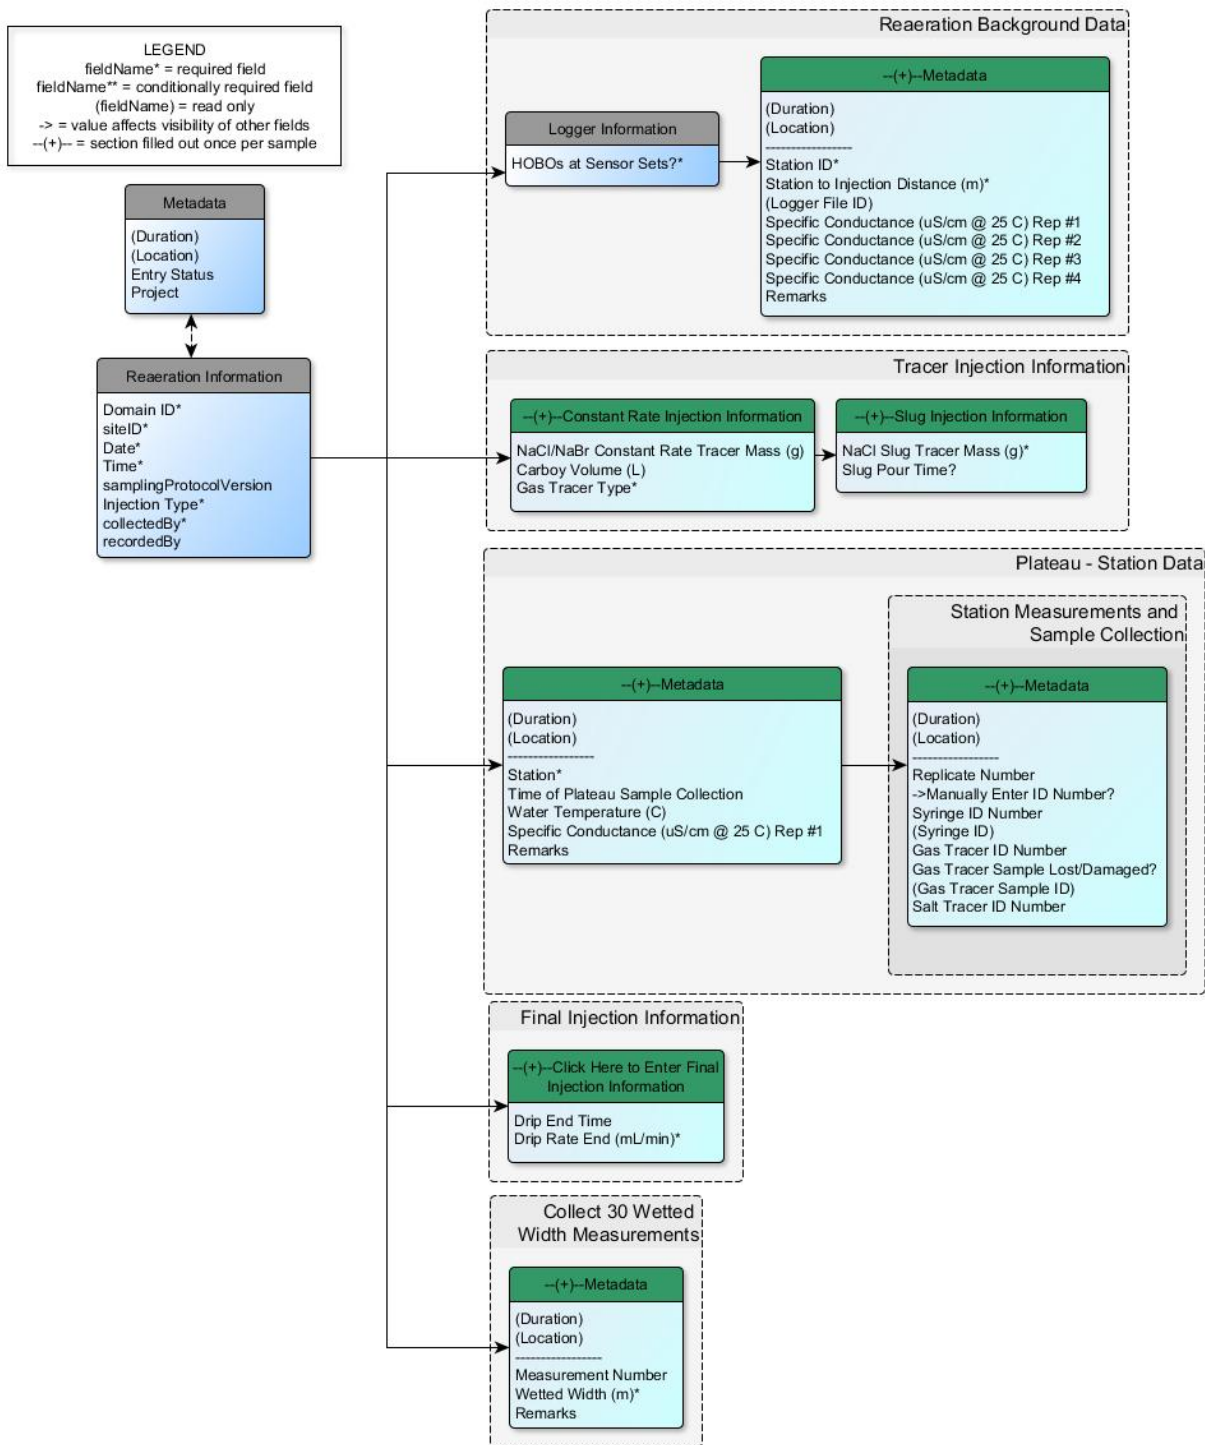 LEGEND
fieldName* = required field
fieldName** = conditionally required field
(fieldName) = read only
-> = value affects visibility of other fields
--(+)-- = section filled out once per sample
Metadata
(Duration)
(Location)
Entry Status
Project
Reaeration Information
Domain ID*
siteID*
Date*
Time*
samplingProtocolVersion
Injection Type*
collectedBy*
recordedBy
Reaeration Background Data
Logger Information
HOBOs at Sensor Sets?*
--(+)--Metadata
(Duration)
(Location)
-----------------
Station ID*
Station to Injection Distance (m)*
(Logger File ID)
Specific Conductance (uS/cm @ 25 C) Rep #1
Specific Conductance (uS/cm @ 25 C) Rep #2
Specific Conductance (uS/cm @ 25 C) Rep #3
Specific Conductance (uS/cm @ 25 C) Rep #4
Remarks
Tracer Injection Information
--(+)--Constant Rate Injection Information
NaCl/NaBr Constant Rate Tracer Mass (g)
Carboy Volume (L)
Gas Tracer Type*
--(+)--Slug Injection Information
NaCl Slug Tracer Mass (g)*
Slug Pour Time?
Plateau - Station Data
--(+)--Metadata
(Duration)
(Location)
-----------------
Station*
Time of Plateau Sample Collection
Water Temperature (C)
Specific Conductance (uS/cm @ 25 C) Rep #1
Remarks
Station Measurements and
Sample Collection
--(+)--Metadata
(Duration)
(Location)
-----------------
Replicate Number
->Manually Enter ID Number?
Syringe ID Number
(Syringe ID)
Gas Tracer ID Number
Gas Tracer Sample Lost/Damaged?
(Gas Tracer Sample ID)
Salt Tracer ID Number
Final Injection Information
--(+)--Click Here to Enter Final
Injection Information
Drip End Time
Drip Rate End (mL/min)*
Collect 30 Wetted
Width Measurements
--(+)--Metadata
(Duration)
(Location)
-----------------
Measurement Number
Wetted Width (m)*
Remarks